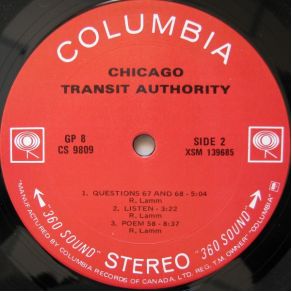 COLUMBIA
CHICAGO
TRANSIT AUTHORITY
GP 8
CS 9809
SIDE 2
XSM 139685
1. QUESTIONS 67 AND 68 - 5:04
R. Lamm
2. LISTEN - 3:22
R. Lamm
3. POEM 58 - 8:37
R. Lamm
"360 SOUND" STEREO "360 SOUND"
MANUFACTURED BY COLUMBIA RECORDS OF CANADA, LTD. REG. T.M. OWNER "COLUMBIA"